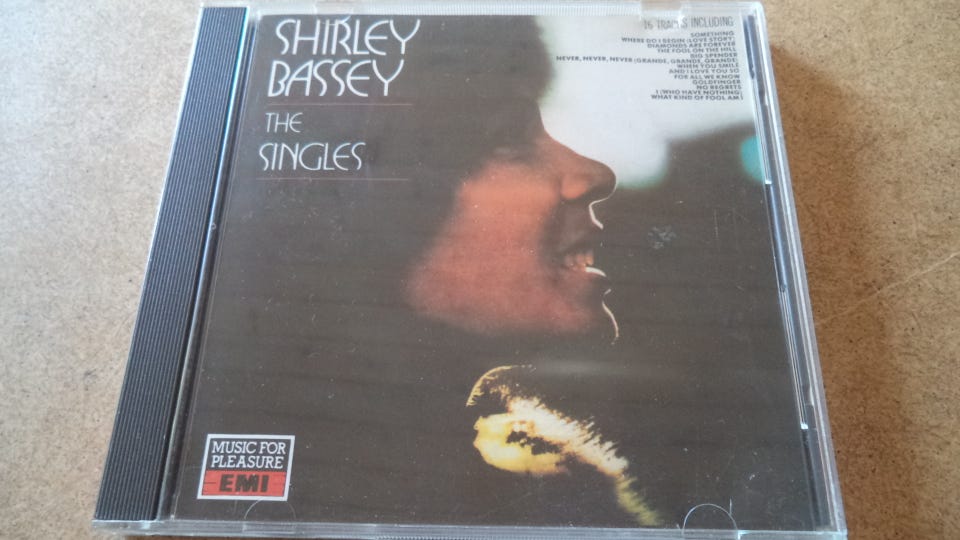 SHIRLEY
BASSEY
THE
SINGLES
16 TRACKS INCLUDING
SOMETHING
WHERE DO I BEGIN (LOVE STORY)
DIAMONDS ARE FOREVER
THE FOOL ON THE HILL
BIG SPENDER
NEVER, NEVER, NEVER (GRANDE, GRANDE, GRANDE)
WHEN YOU SMILE
AND I LOVE YOU SO
FOR ALL WE KNOW
GOLDFINGER
NO REGRETS
I (WHO HAVE NOTHING)
WHAT KIND OF FOOL AM I
MUSIC FOR
PLEASURE
EMI